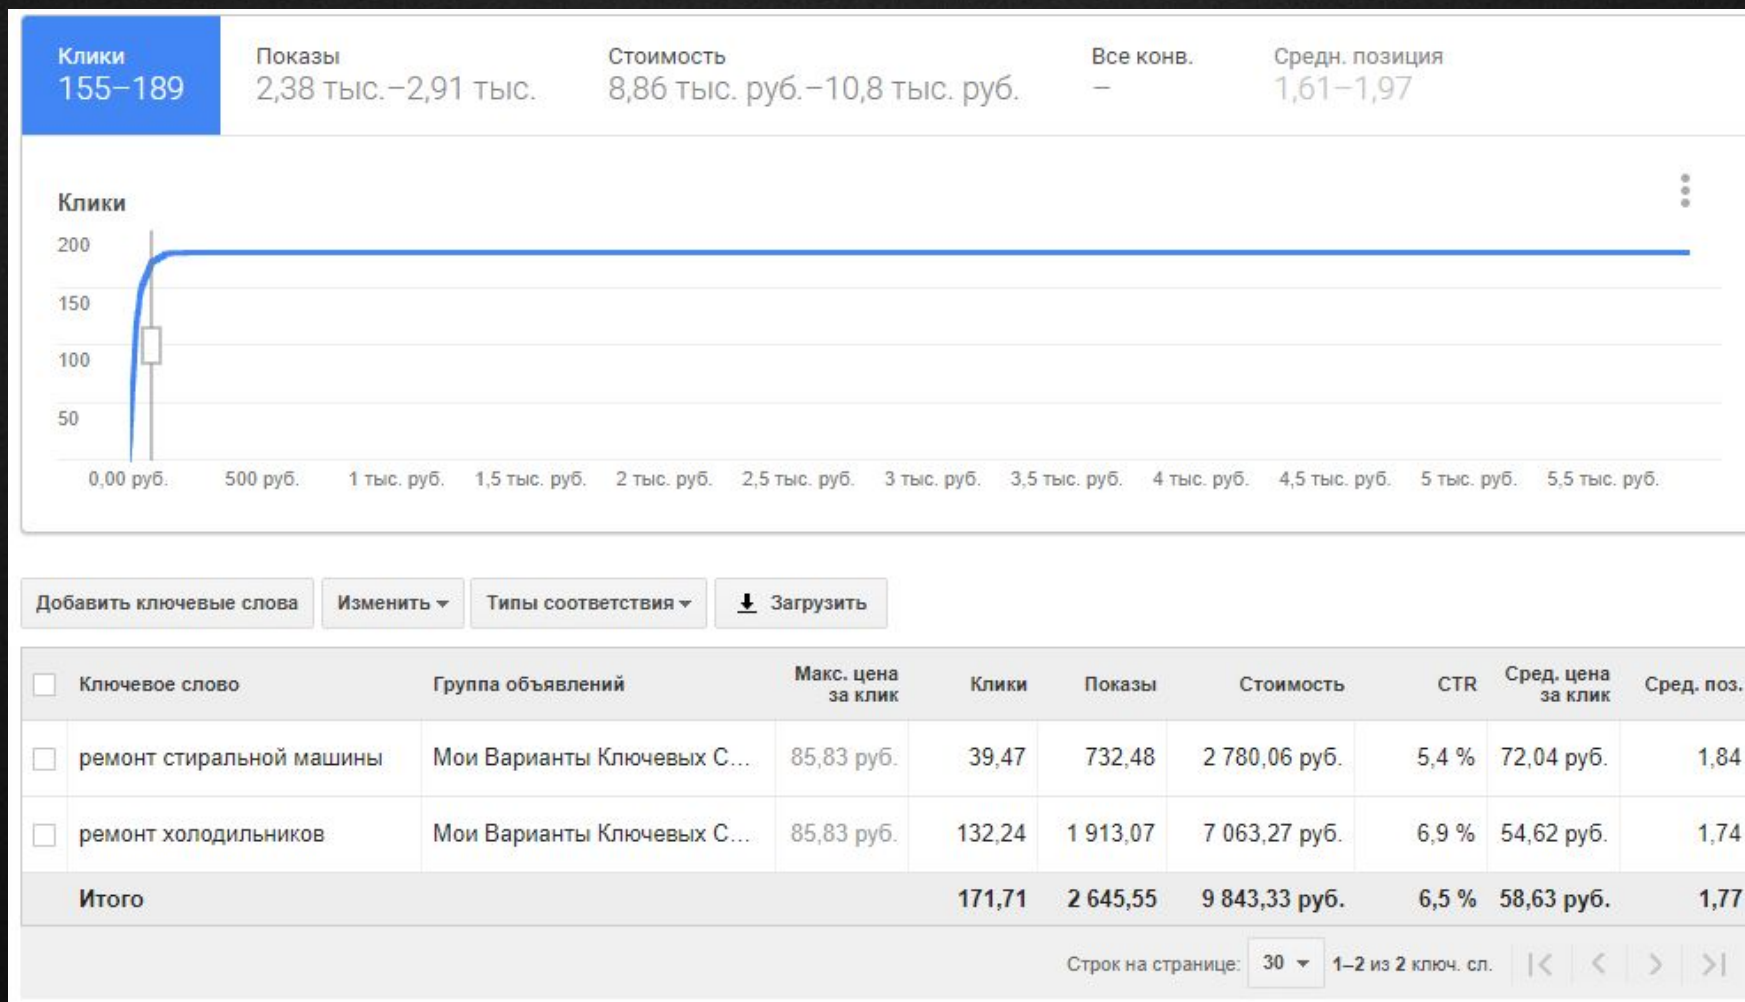 Клики Показы Стоимость Все конв. Средн. позиция
155–189 2,38 тыс.–2,91 тыс. 8,86 тыс. руб.–10,8 тыс. руб. – 1,61–1,97
Клики
200
150
100
50
0,00 руб. 500 руб. 1 тыс. руб. 1,5 тыс. руб. 2 тыс. руб. 2,5 тыс. руб. 3 тыс. руб. 3,5 тыс. руб. 4 тыс. руб. 4,5 тыс. руб. 5 тыс. руб. 5,5 тыс. руб.
Добавить ключевые слова Изменить Типы соответствия Загрузить
Ключевое слово Группа объявлений Макс. цена за клик Клики Показы Стоимость CTR Сред. цена за клик Сред. поз.
ремонт стиральной машины Мои Варианты Ключевых С... 85,83 руб. 39,47 732,48 2 780,06 руб. 5,4 % 72,04 руб. 1,84
ремонт холодильников Мои Варианты Ключевых С... 85,83 руб. 132,24 1 913,07 7 063,27 руб. 6,9 % 54,62 руб. 1,74
Итого 171,71 2 645,55 9 843,33 руб. 6,5 % 58,63 руб. 1,77
Строк на странице: 30 1–2 из 2 ключ. сл.